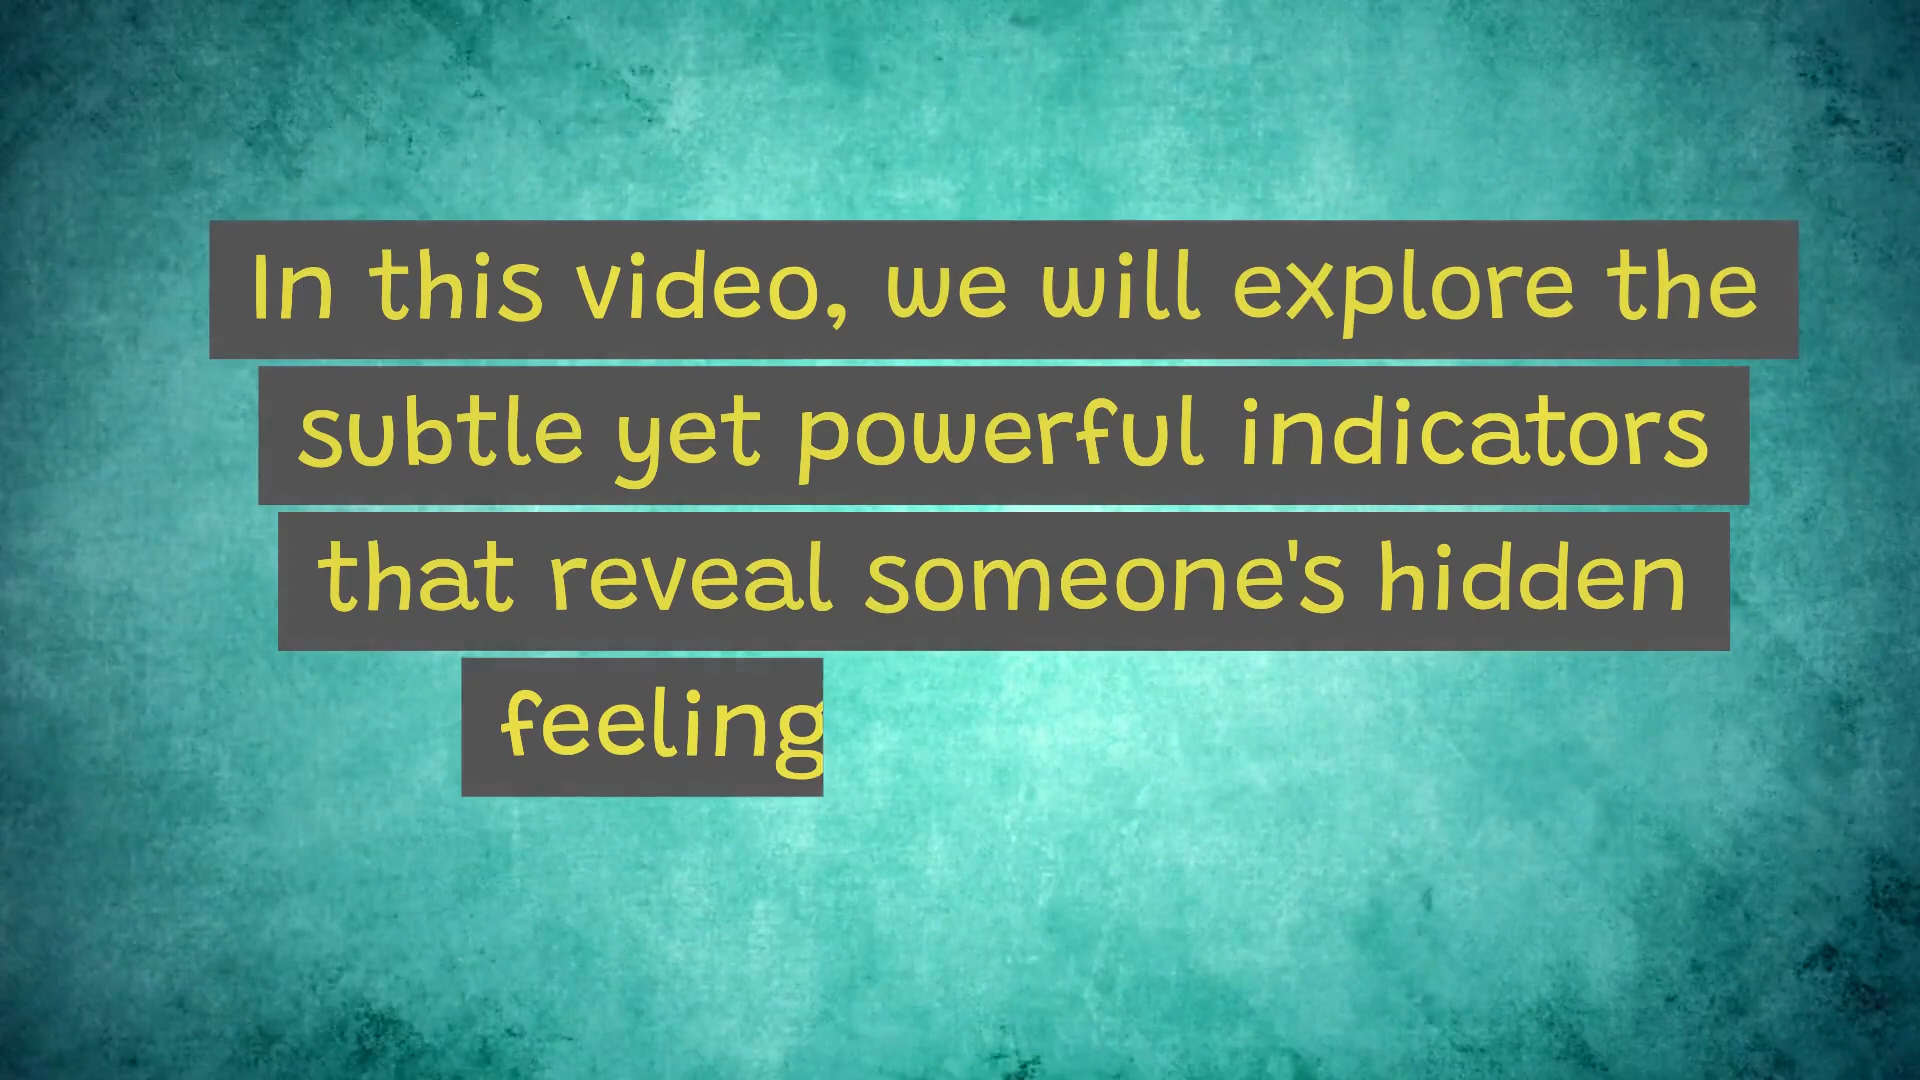 In this video, we will explore the
subtle yet powerful indicators
that reveal someone's hidden
feeling